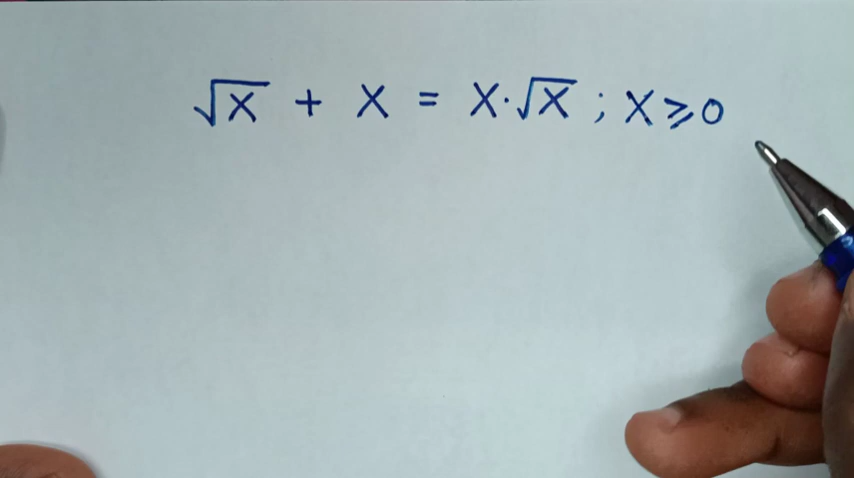 √x + x = x·√x ; x ⩾ 0